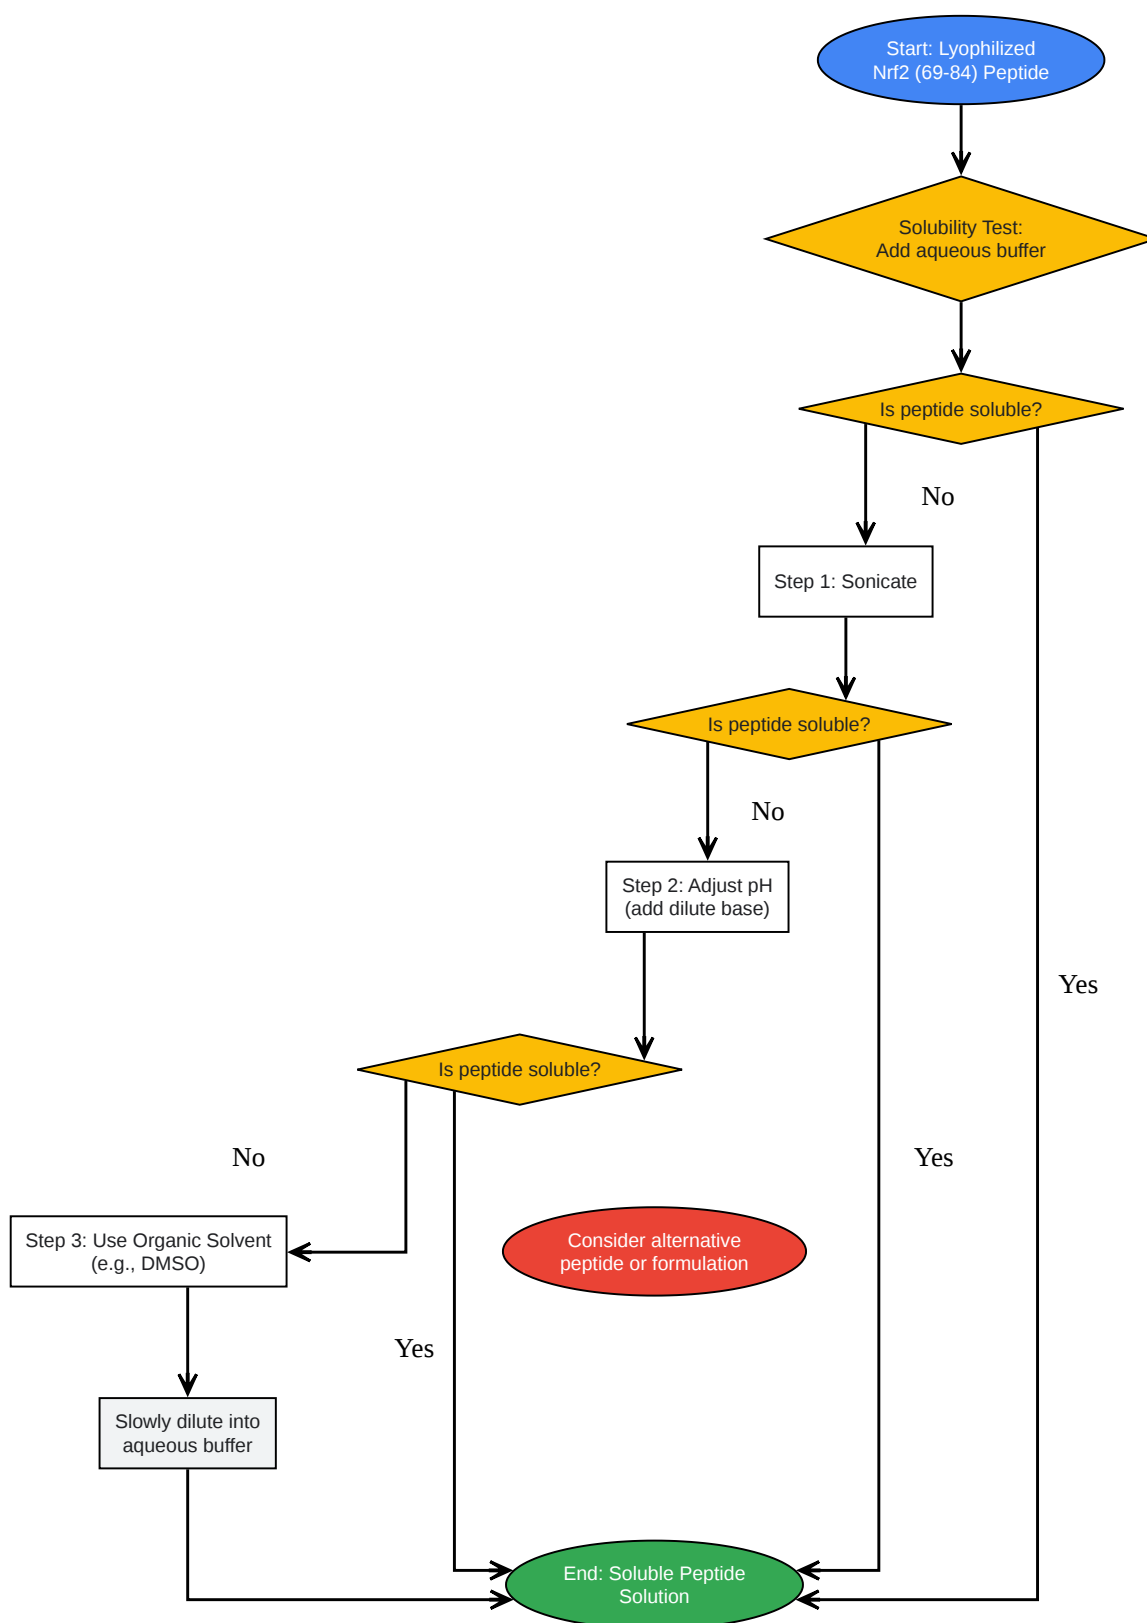 Start: Lyophilized
Nrf2 (69-84) Peptide
Solubility Test:
Add aqueous buffer
Is peptide soluble?
No
Step 1: Sonicate
Is peptide soluble?
No
Step 2: Adjust pH
(add dilute base)
Yes
Is peptide soluble?
No
Yes
Step 3: Use Organic Solvent
(e.g., DMSO)
Consider alternative
peptide or formulation
Yes
Slowly dilute into
aqueous buffer
End: Soluble Peptide
Solution